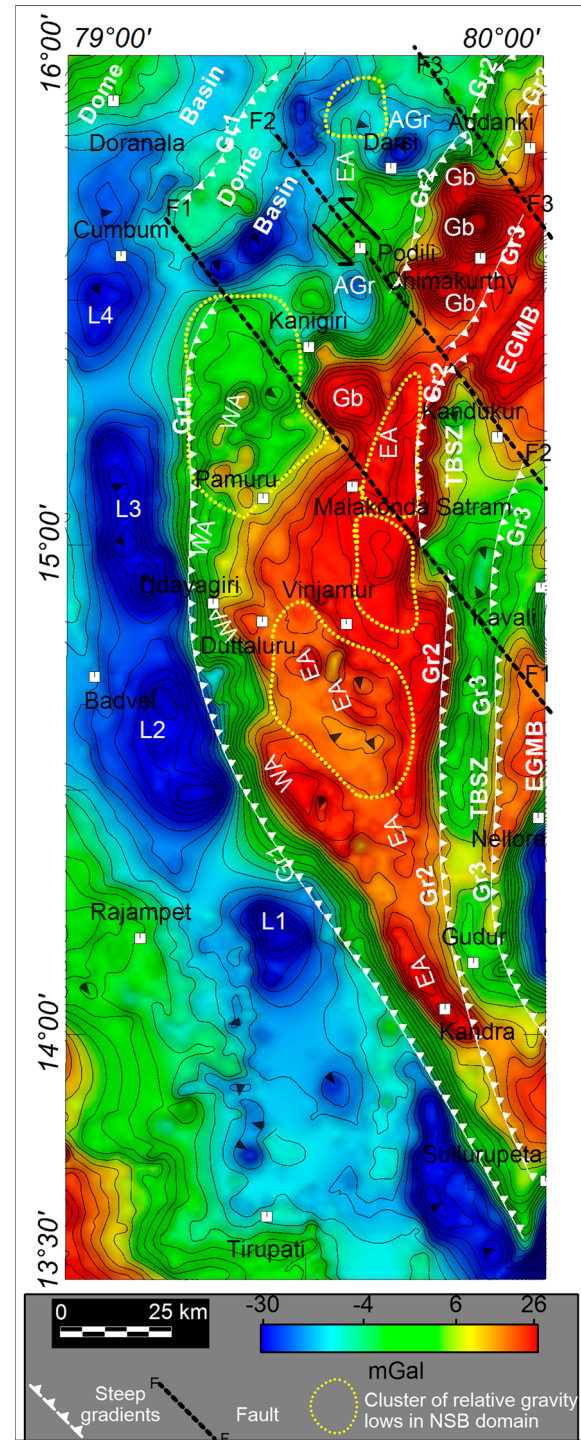 79°00' 80°00'
16°00'
F3
Gr2
Gr3
Dome
Basin
Gr1
F2
AGr
Addanki
Doranala
Darsi
EA
Dome
Gr2
Gb
F1
Basin
F3
Cumbum
Gb
Podili
Gr3
AGr
Chimakurthy
L4
Gb
Kanigiri
EGMB
Gr2
Gr1
WA
Gb
Kandukur
EA
TBSZ
F2
Pamuru
Malakonda Satram
L3
Gr3
15°00'
WA
Udayagiri
Vinjamur
Kavali
WA
Duttaluru
Gr2
EA
F1
EA
Gr3
Badvel
L2
EGMB
WA
TBSZ
EA
Nellore
Gr1
Gr2
Gr3
Rajampet
L1
Gudur
EA
14°00'
Kandra
Sullurupeta
Tirupati
13°30'
0 25 km
-30 -4 6 26
mGal
Steep
gradients
F
F
Fault
Cluster of relative gravity
lows in NSB domain